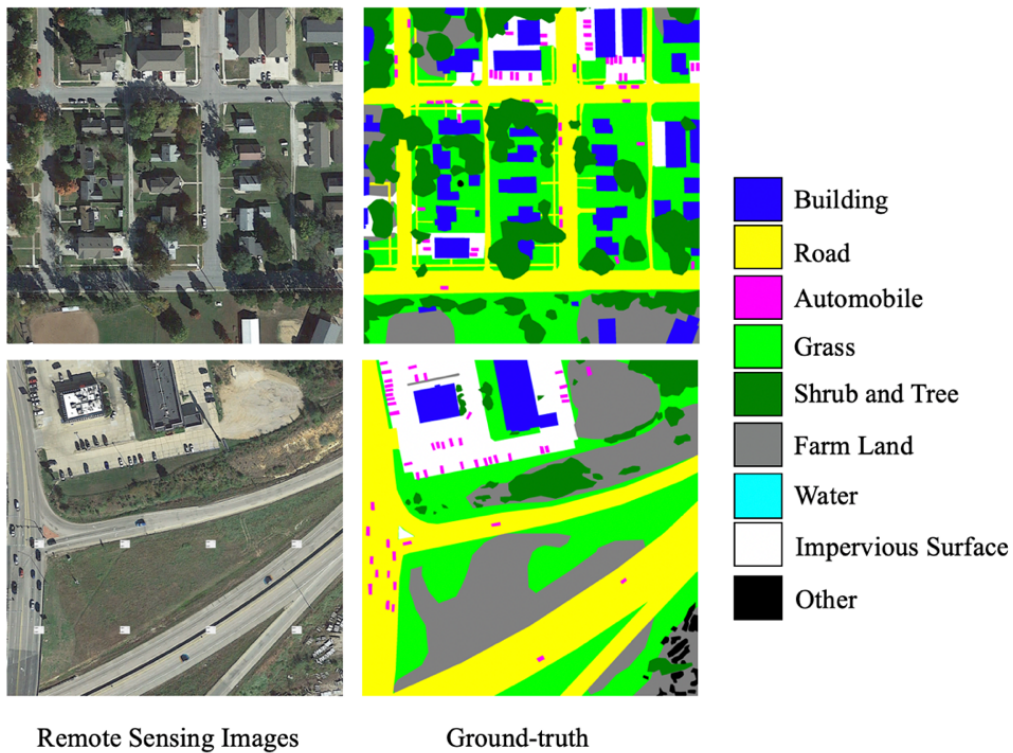 Building
Road
Automobile
Grass
Shrub and Tree
Farm Land
Water
Impervious Surface
Other
Remote Sensing Images
Ground-truth